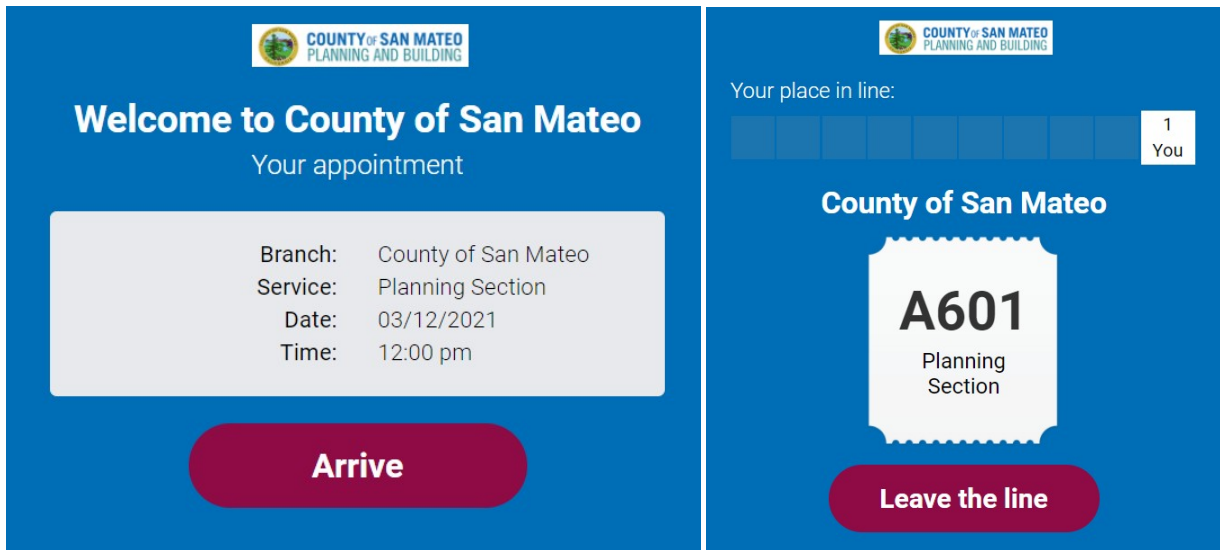 COUNTY OF SAN MATEO
PLANNING AND BUILDING
Welcome to County of San Mateo
Your appointment
Branch: County of San Mateo
Service: Planning Section
Date: 03/12/2021
Time: 12:00 pm
Arrive
COUNTY OF SAN MATEO
PLANNING AND BUILDING
Your place in line:
1
You
County of San Mateo
A601
Planning
Section
Leave the line